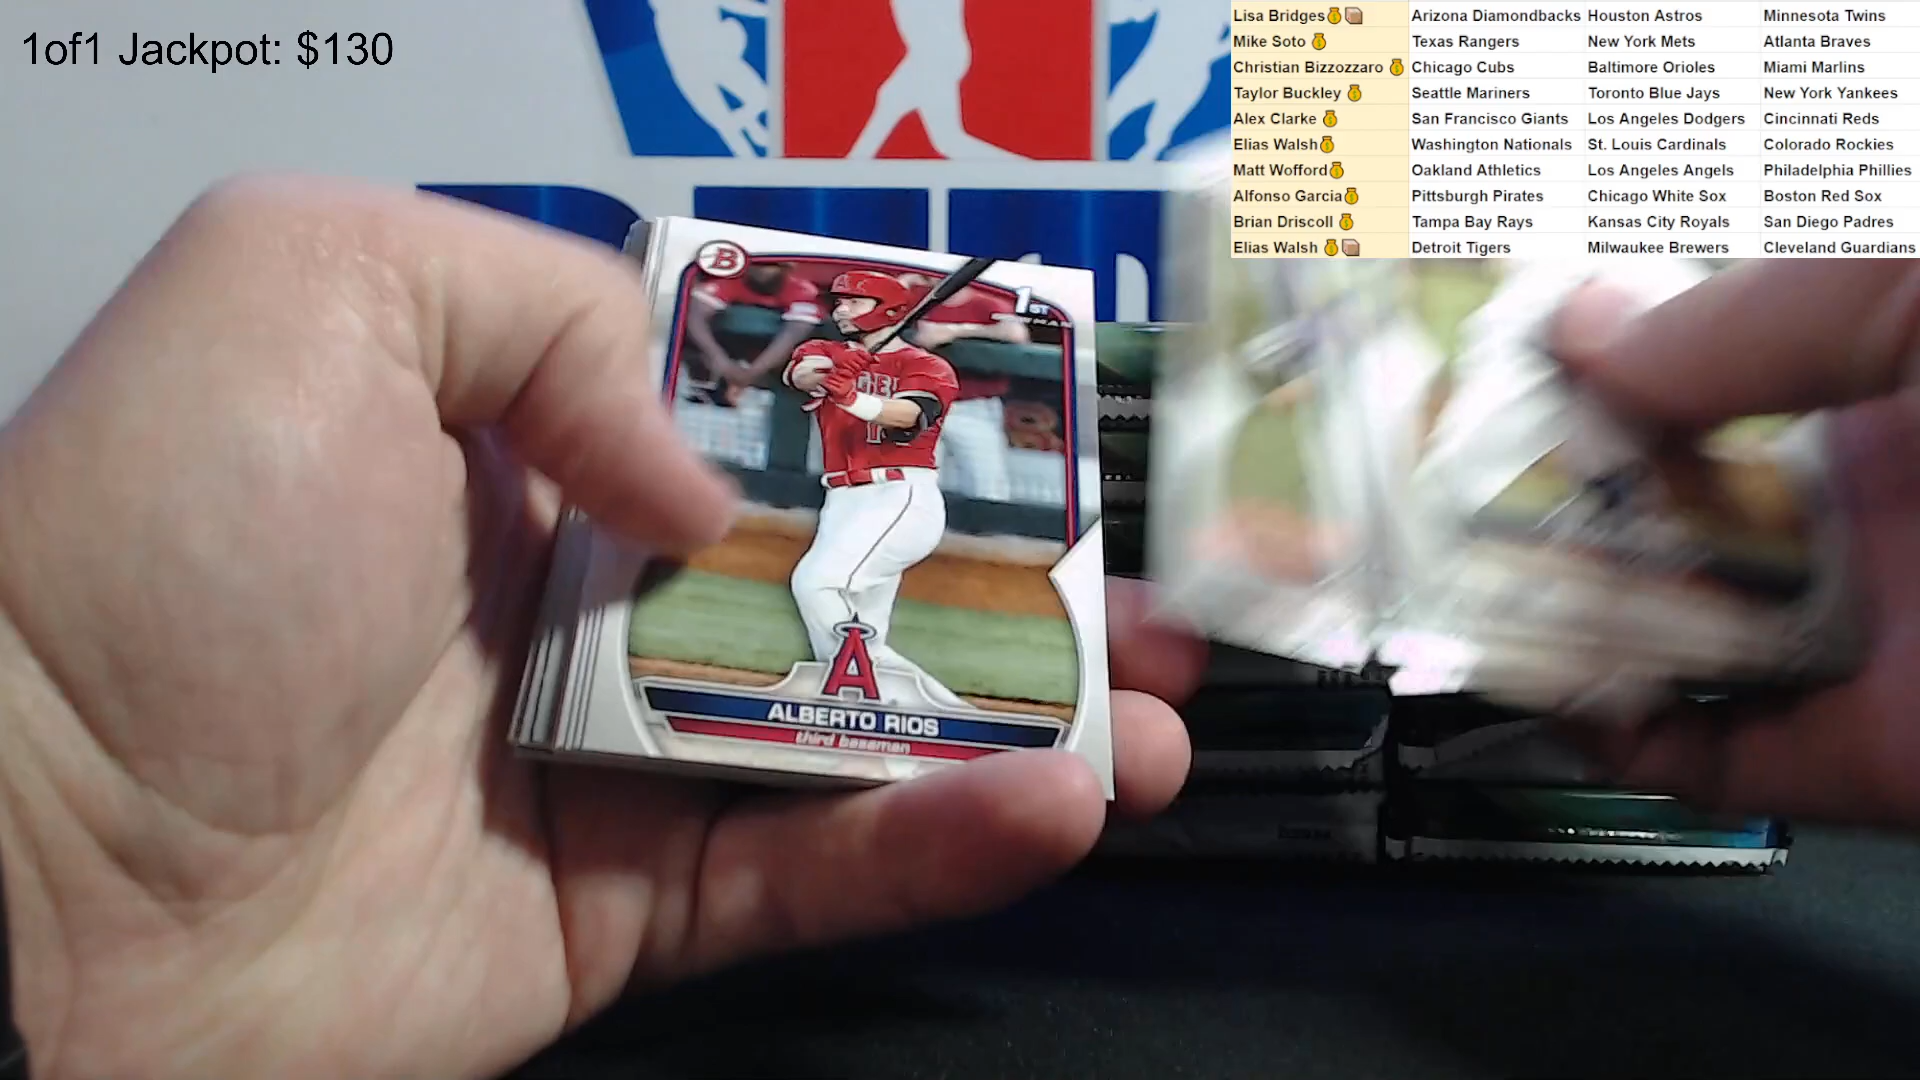 1of1 Jackpot: $130
Lisa Bridges Arizona Diamondbacks Houston Astros Minnesota Twins
Mike Soto Texas Rangers New York Mets Atlanta Braves
Christian Bizzozzaro Chicago Cubs Baltimore Orioles Miami Marlins
Taylor Buckley Seattle Mariners Toronto Blue Jays New York Yankees
Alex Clarke San Francisco Giants Los Angeles Dodgers Cincinnati Reds
Elias Walsh Washington Nationals St. Louis Cardinals Colorado Rockies
Matt Wofford Oakland Athletics Los Angeles Angels Philadelphia Phillies
Alfonso Garcia Pittsburgh Pirates Chicago White Sox Boston Red Sox
Brian Driscoll Tampa Bay Rays Kansas City Royals San Diego Padres
Elias Walsh Detroit Tigers Milwaukee Brewers Cleveland Guardians
B
1ST
A
ALBERTO RIOS
third baseman